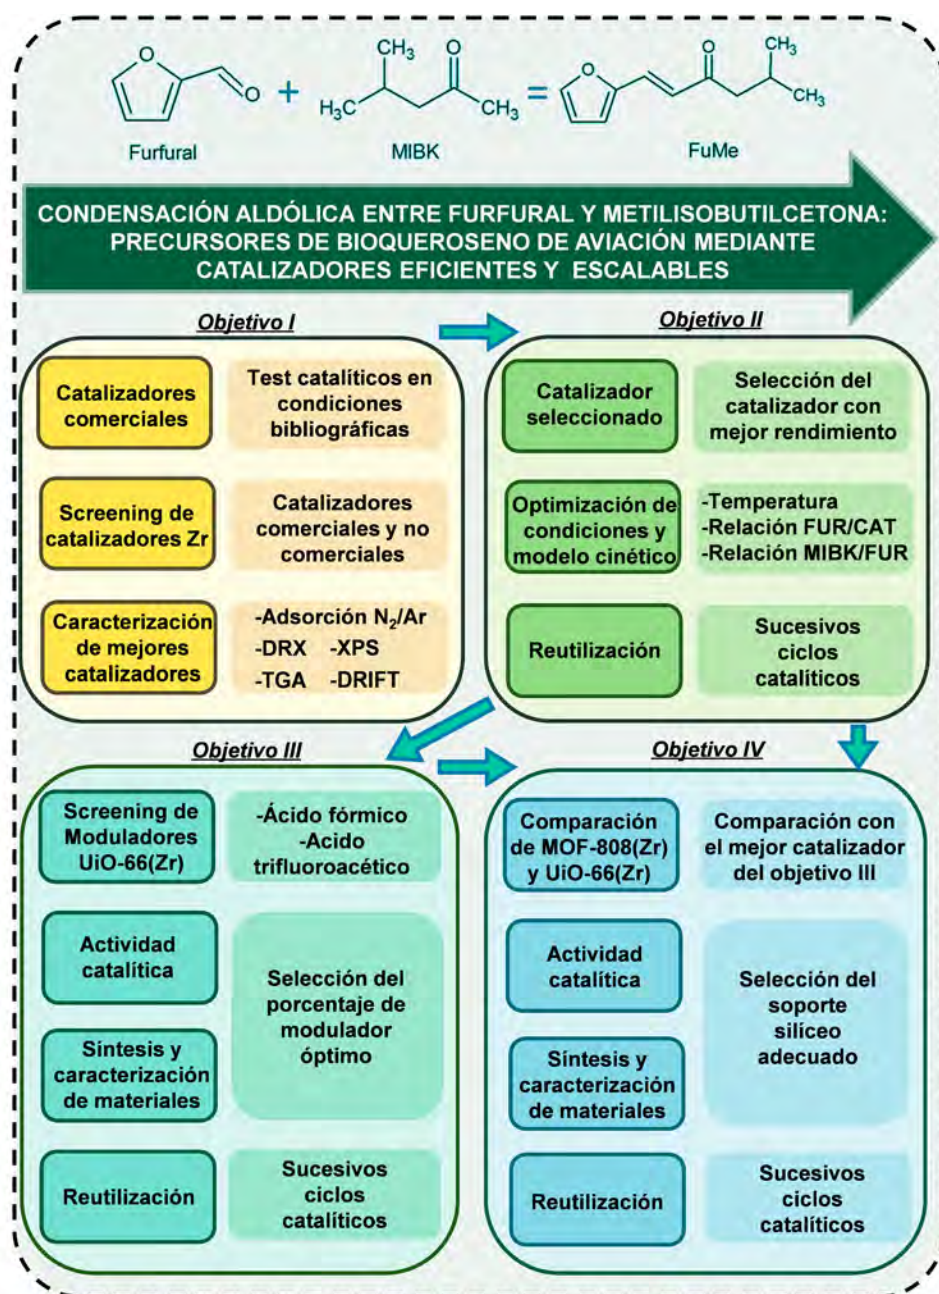 O
O
+
CH₃
H₃C
O
CH₃
=
O
O
CH₃
CH₃
Furfural
MIBK
FuMe
CONDENSACIÓN ALDÓLICA ENTRE FURFURAL Y METILISOBUTILCETONA:
PRECURSORES DE BIOQUEROSENO DE AVIACIÓN MEDIANTE
CATALIZADORES EFICIENTES Y ESCALABLES
Objetivo I
Catalizadores
comerciales
Test catalíticos en
condiciones
bibliográficas
Screening de
catalizadores Zr
Catalizadores
comerciales y no
comerciales
Caracterización
de mejores
catalizadores
-Adsorción N₂/Ar
-DRX -XPS
-TGA -DRIFT
Objetivo II
Catalizador
seleccionado
Selección del
catalizador con
mejor rendimiento
Optimización de
condiciones y
modelo cinético
-Temperatura
-Relación FUR/CAT
-Relación MIBK/FUR
Reutilización
Sucesivos
ciclos
catalíticos
Objetivo III
Screening de
Moduladores
UiO-66(Zr)
-Ácido fórmico
-Acido
trifluoroacético
Actividad
catalítica
Síntesis y
caracterización
de materiales
Selección del
porcentaje de
modulador
óptimo
Reutilización
Sucesivos
ciclos
catalíticos
Objetivo IV
Comparación
de MOF-808(Zr)
y UiO-66(Zr)
Comparación con
el mejor catalizador
del objetivo III
Actividad
catalítica
Síntesis y
caracterización
de materiales
Selección del
soporte
silíceo
adecuado
Reutilización
Sucesivos
ciclos
catalíticos